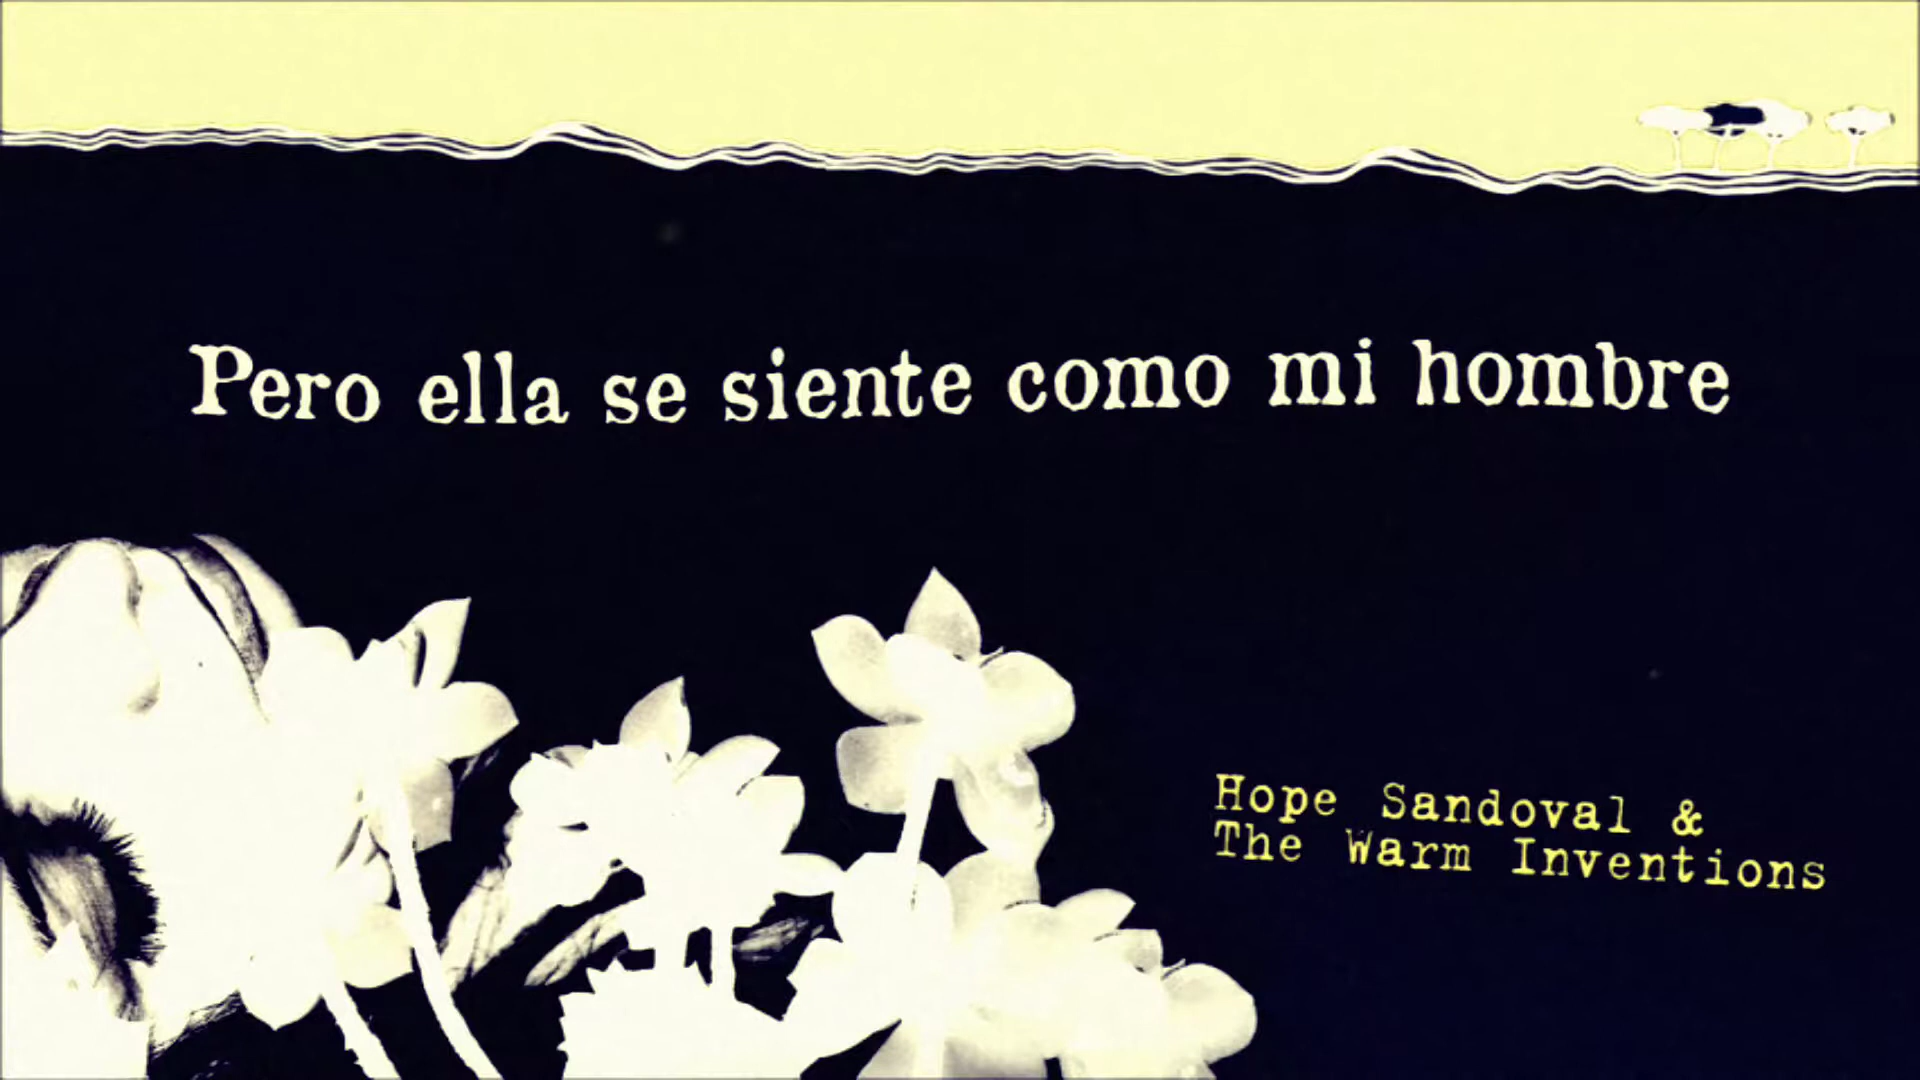 Pero ella se siente como mi hombre
Hope Sandoval &
The Warm Inventions